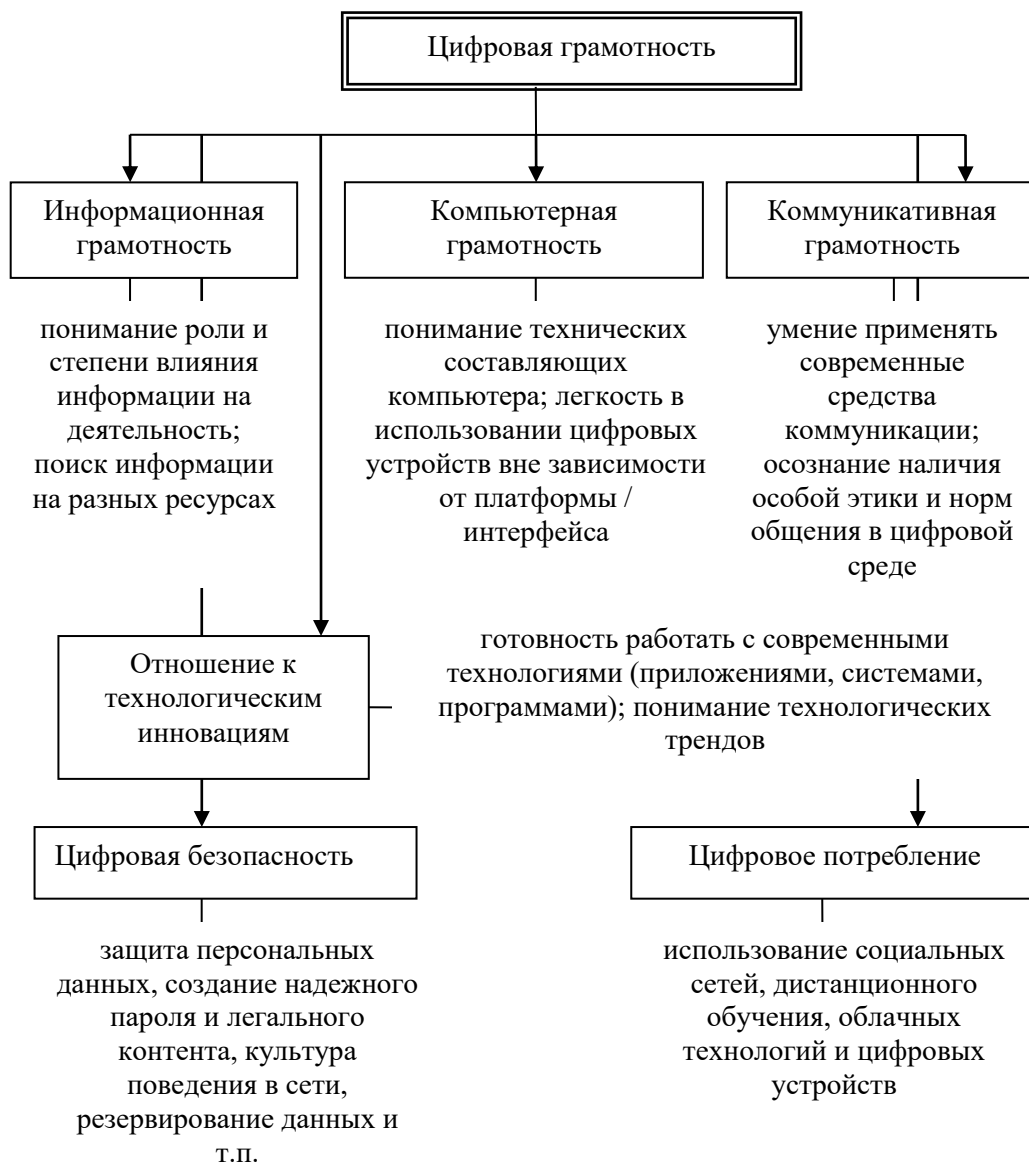 Цифровая грамотность
Информационная
грамотность
Компьютерная
грамотность
Коммуникативная
грамотность
понимание роли и
степени влияния
информации на
деятельность;
поиск информации
на разных ресурсах
понимание технических
составляющих
компьютера; легкость в
использовании цифровых
устройств вне зависимости
от платформы /
интерфейса
умение применять
современные
средства
коммуникации;
осознание наличия
особой этики и норм
общения в цифровой
среде
Отношение к
технологическим
инновациям
готовность работать с современными
технологиями (приложениями, системами,
программами); понимание технологических
трендов
Цифровая безопасность
Цифровое потребление
защита персональных
данных, создание надежного
пароля и легального
контента, культура
поведения в сети,
резервирование данных и
т.п.
использование социальных
сетей, дистанционного
обучения, облачных
технологий и цифровых
устройств